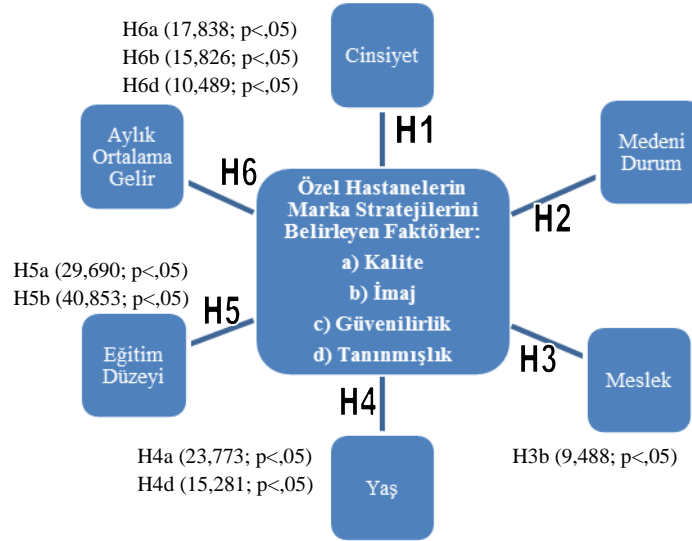 H6a (17,838; p<,05)
H6b (15,826; p<,05)
H6d (10,489; p<,05)
Cinsiyet
H1
Aylık
Ortalama
Gelir
H6
Medeni
Durum
H2
Özel Hastanelerin
Marka Stratejilerini
Belirleyen Faktörler:
a) Kalite
b) İmaj
c) Güvenilirlik
d) Tanınmışlık
H5a (29,690; p<,05)
H5b (40,853; p<,05)
H5
Eğitim
Düzeyi
H3
Meslek
H3b (9,488; p<,05)
H4
H4a (23,773; p<,05)
H4d (15,281; p<,05)
Yaş